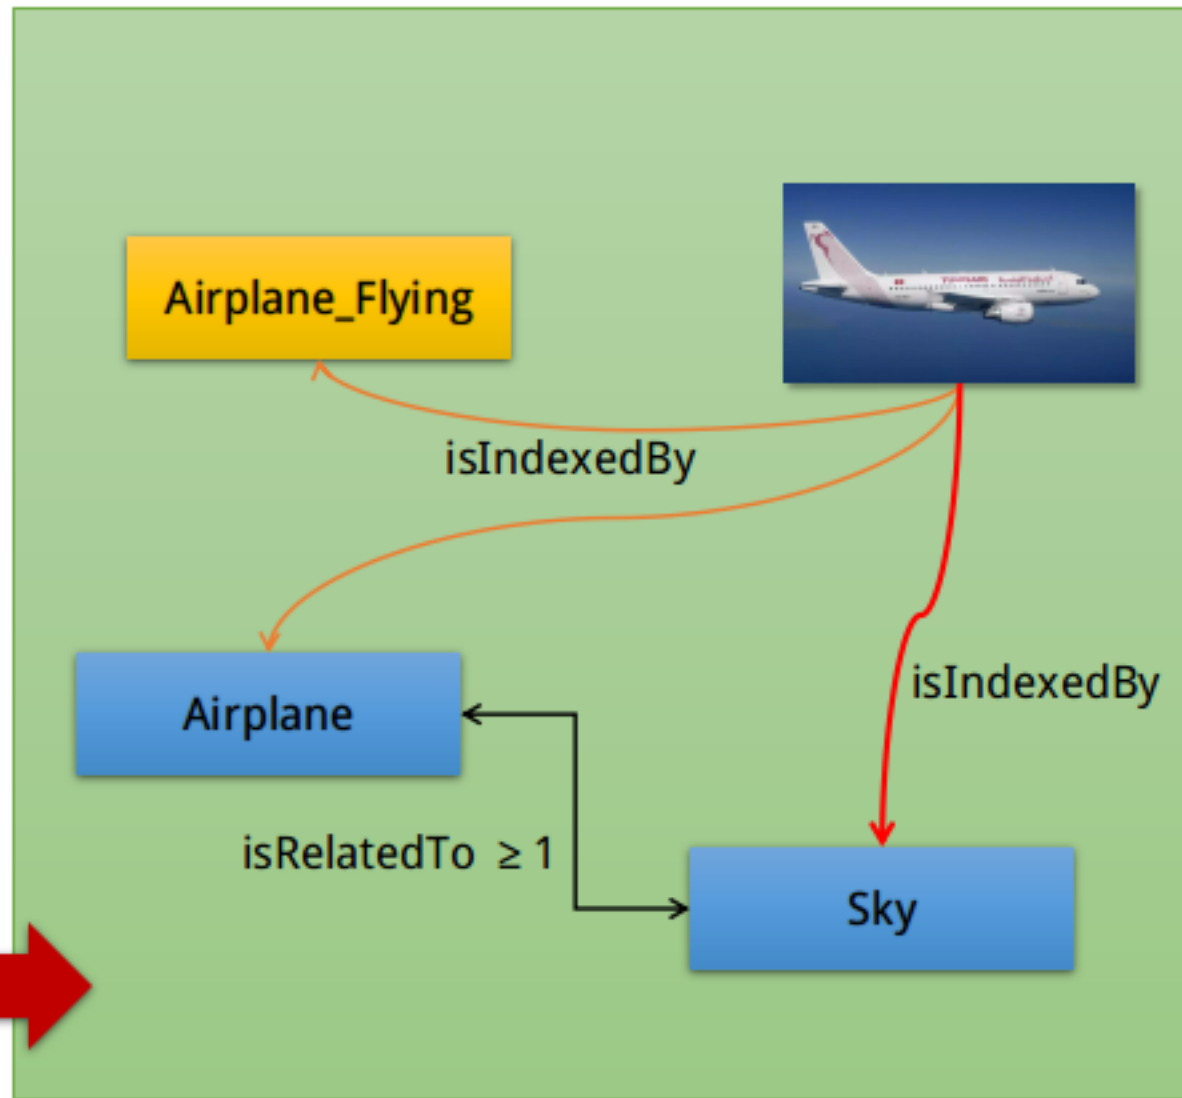 Airplane_Flying
isIndexedBy
isIndexedBy
Airplane
isRelatedTo ≥ 1
Sky